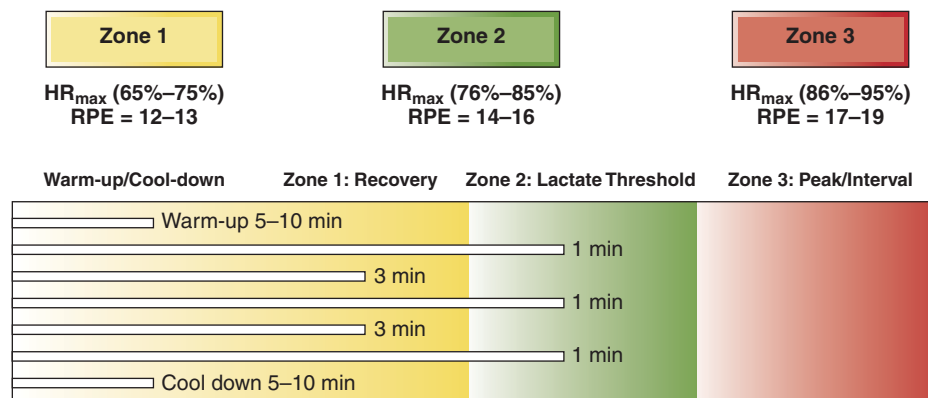 Zone 1
Zone 2
Zone 3
HRmax (65%–75%)
RPE = 12–13
HRmax (76%–85%)
RPE = 14–16
HRmax (86%–95%)
RPE = 17–19
Warm-up/Cool-down
Zone 1: Recovery
Zone 2: Lactate Threshold
Zone 3: Peak/Interval
Warm-up 5–10 min
1 min
3 min
1 min
3 min
1 min
Cool down 5–10 min